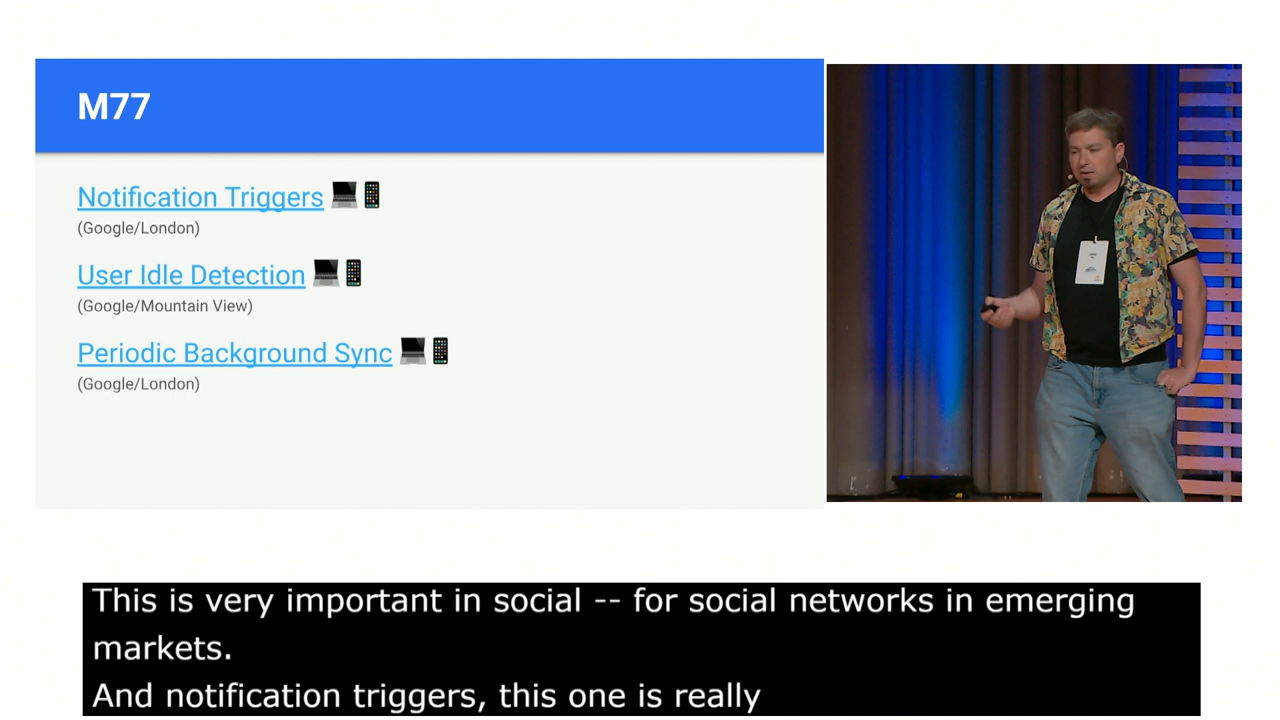 M77
Notification Triggers
(Google/London)
User Idle Detection
(Google/Mountain View)
Periodic Background Sync
(Google/London)
This is very important in social -- for social networks in emerging
markets.
And notification triggers, this one is really